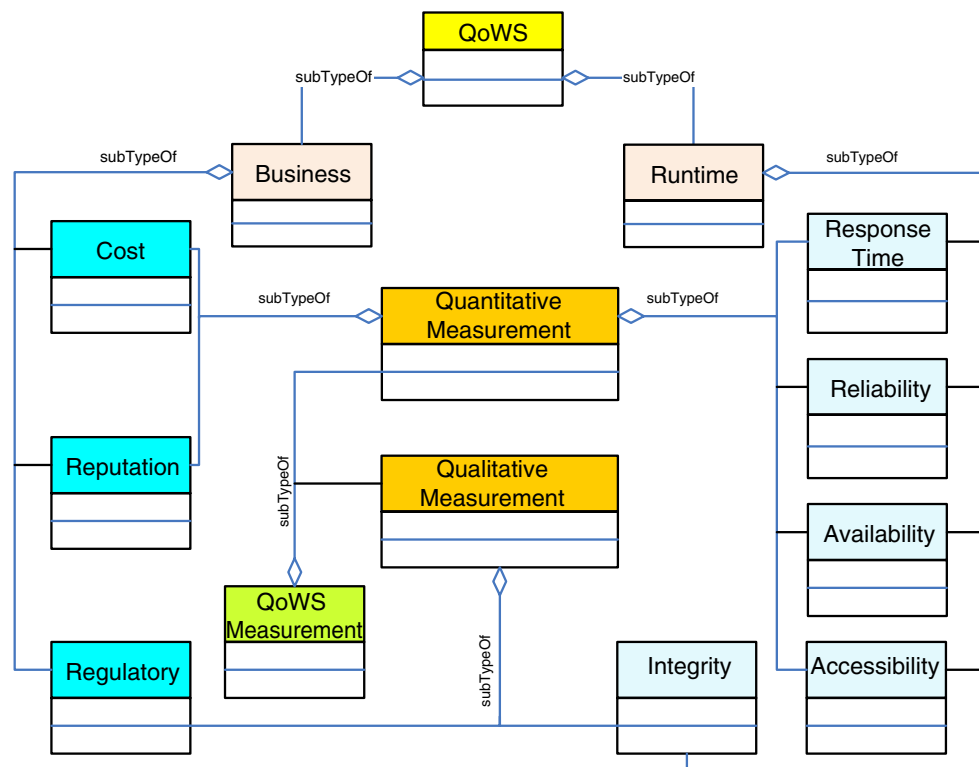 QoWS
subTypeOf
subTypeOf
subTypeOf
Business
Runtime
subTypeOf
Cost
Response
Time
subTypeOf
Quantitative
Measurement
subTypeOf
Reliability
Reputation
Qualitative
Measurement
subTypeOf
Availability
QoWS
Measurement
subTypeOf
Regulatory
Integrity
Accessibility